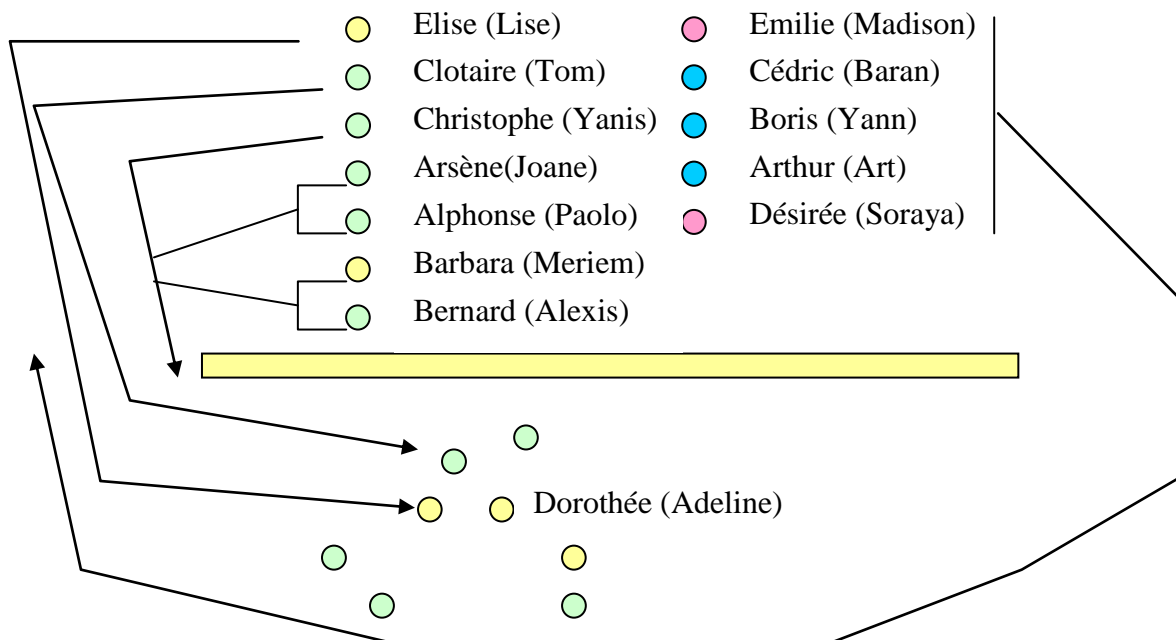 Elise (Lise)
Clotaire (Tom)
Christophe (Yanis)
Arsène(Joane)
Alphonse (Paolo)
Barbara (Meriem)
Bernard (Alexis)
Emilie (Madison)
Cédric (Baran)
Boris (Yann)
Arthur (Art)
Désirée (Soraya)
Dorothée (Adeline)